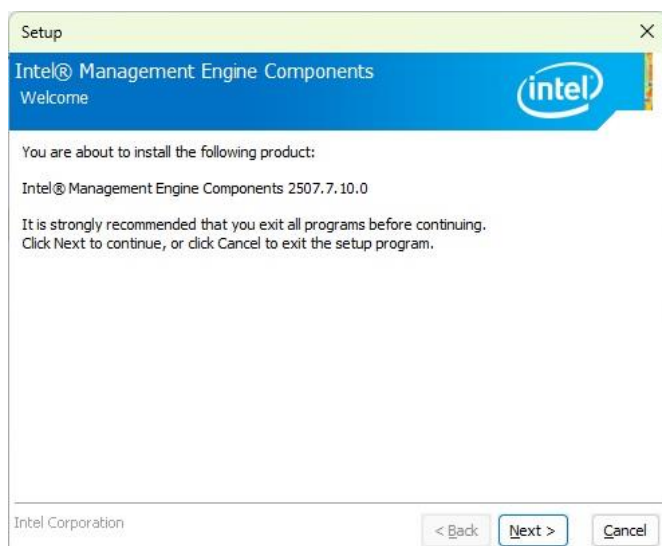 Setup
Intel® Management Engine Components
Welcome
intel
You are about to install the following product:
Intel® Management Engine Components 2507.7.10.0
It is strongly recommended that you exit all programs before continuing.
Click Next to continue, or click Cancel to exit the setup program.
Intel Corporation
< Back
Next >
Cancel